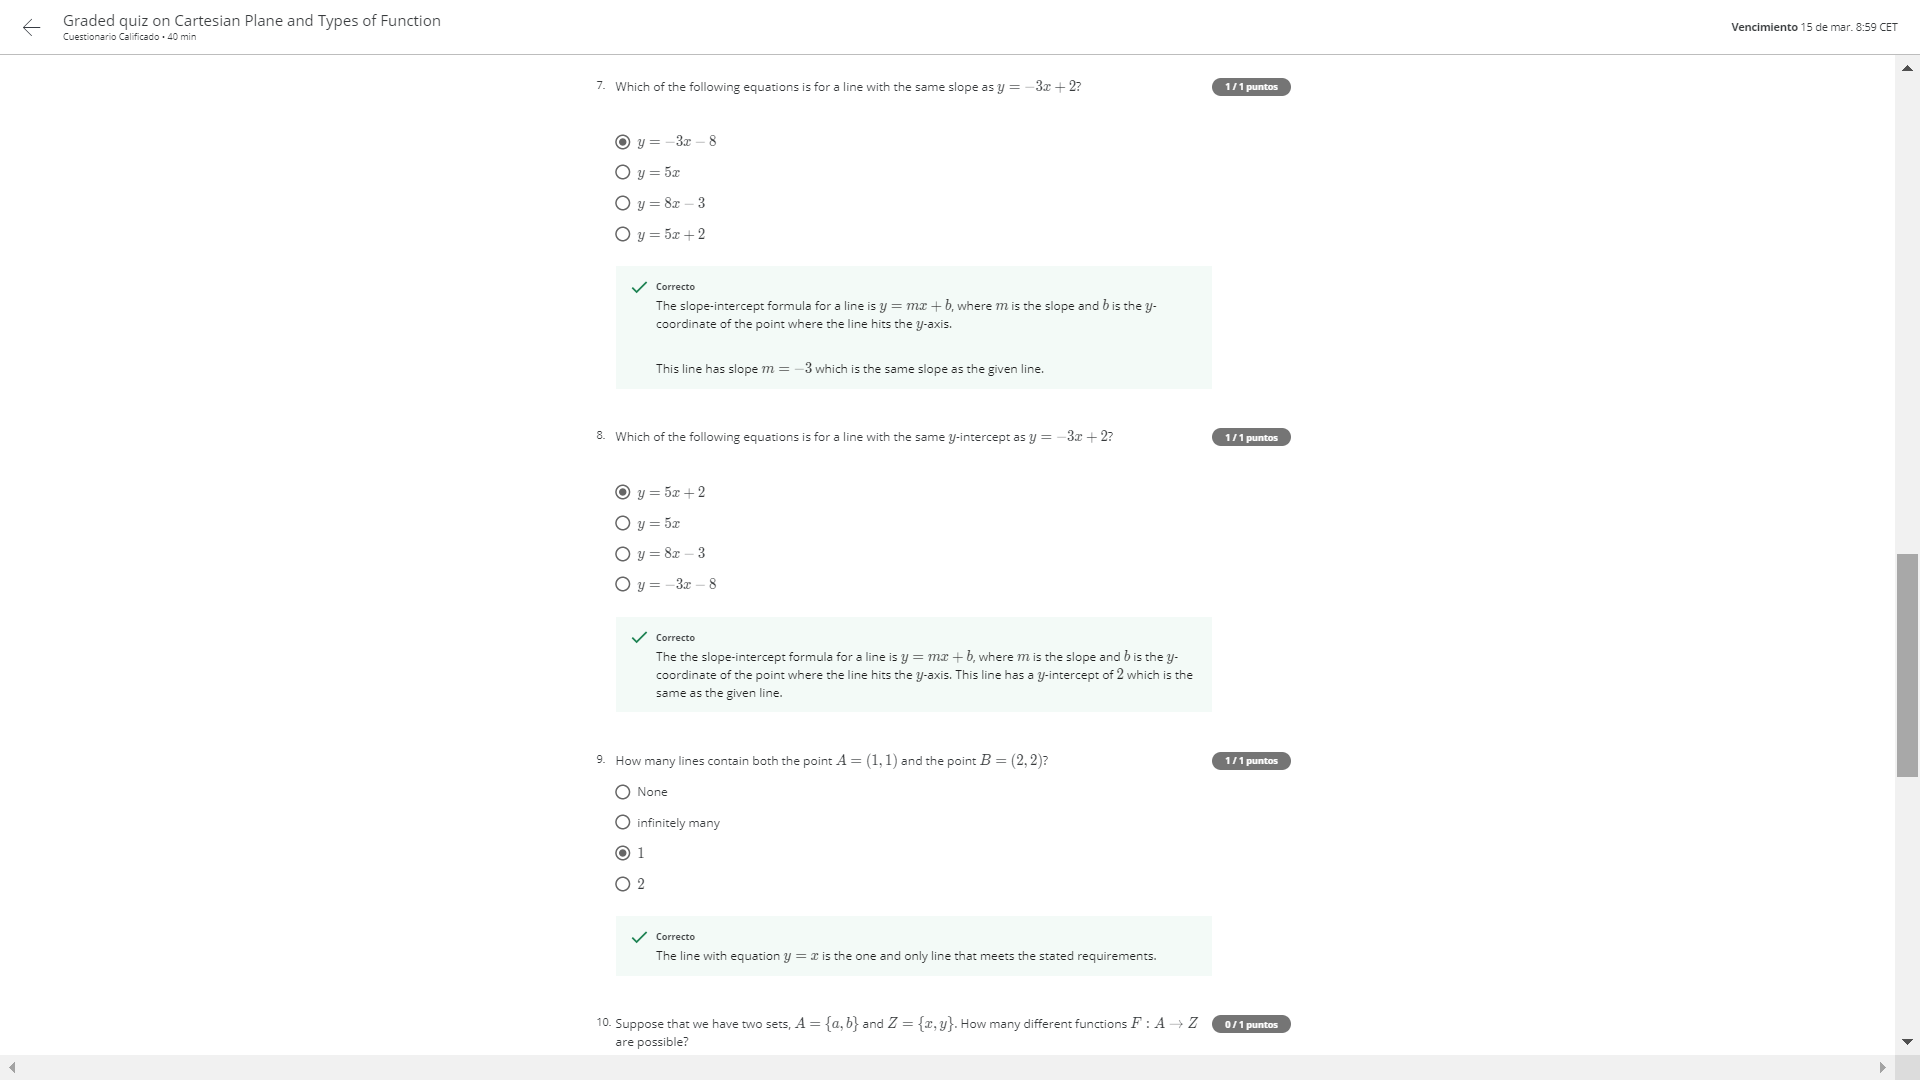 Graded quiz on Cartesian Plane and Types of Function
Cuestionario Calificado • 40 min
Vencimiento 15 de mar. 8:59 CET
7. Which of the following equations is for a line with the same slope as y = −3x + 2?
1 / 1 puntos
y = −3x − 8
y = 5x
y = 8x − 3
y = 5x + 2
Correcto
The slope-intercept formula for a line is y = mx + b, where m is the slope and b is the y-
coordinate of the point where the line hits the y-axis.
This line has slope m = −3 which is the same slope as the given line.
8. Which of the following equations is for a line with the same y-intercept as y = −3x + 2?
1 / 1 puntos
y = 5x + 2
y = 5x
y = 8x − 3
y = −3x − 8
Correcto
The the slope-intercept formula for a line is y = mx + b, where m is the slope and b is the y-
coordinate of the point where the line hits the y-axis. This line has a y-intercept of 2 which is the
same as the given line.
9. How many lines contain both the point A = (1, 1) and the point B = (2, 2)?
1 / 1 puntos
None
infinitely many
1
2
Correcto
The line with equation y = x is the one and only line that meets the stated requirements.
10. Suppose that we have two sets, A = {a, b} and Z = {x, y}. How many different functions F : A → Z
0 / 1 puntos
are possible?